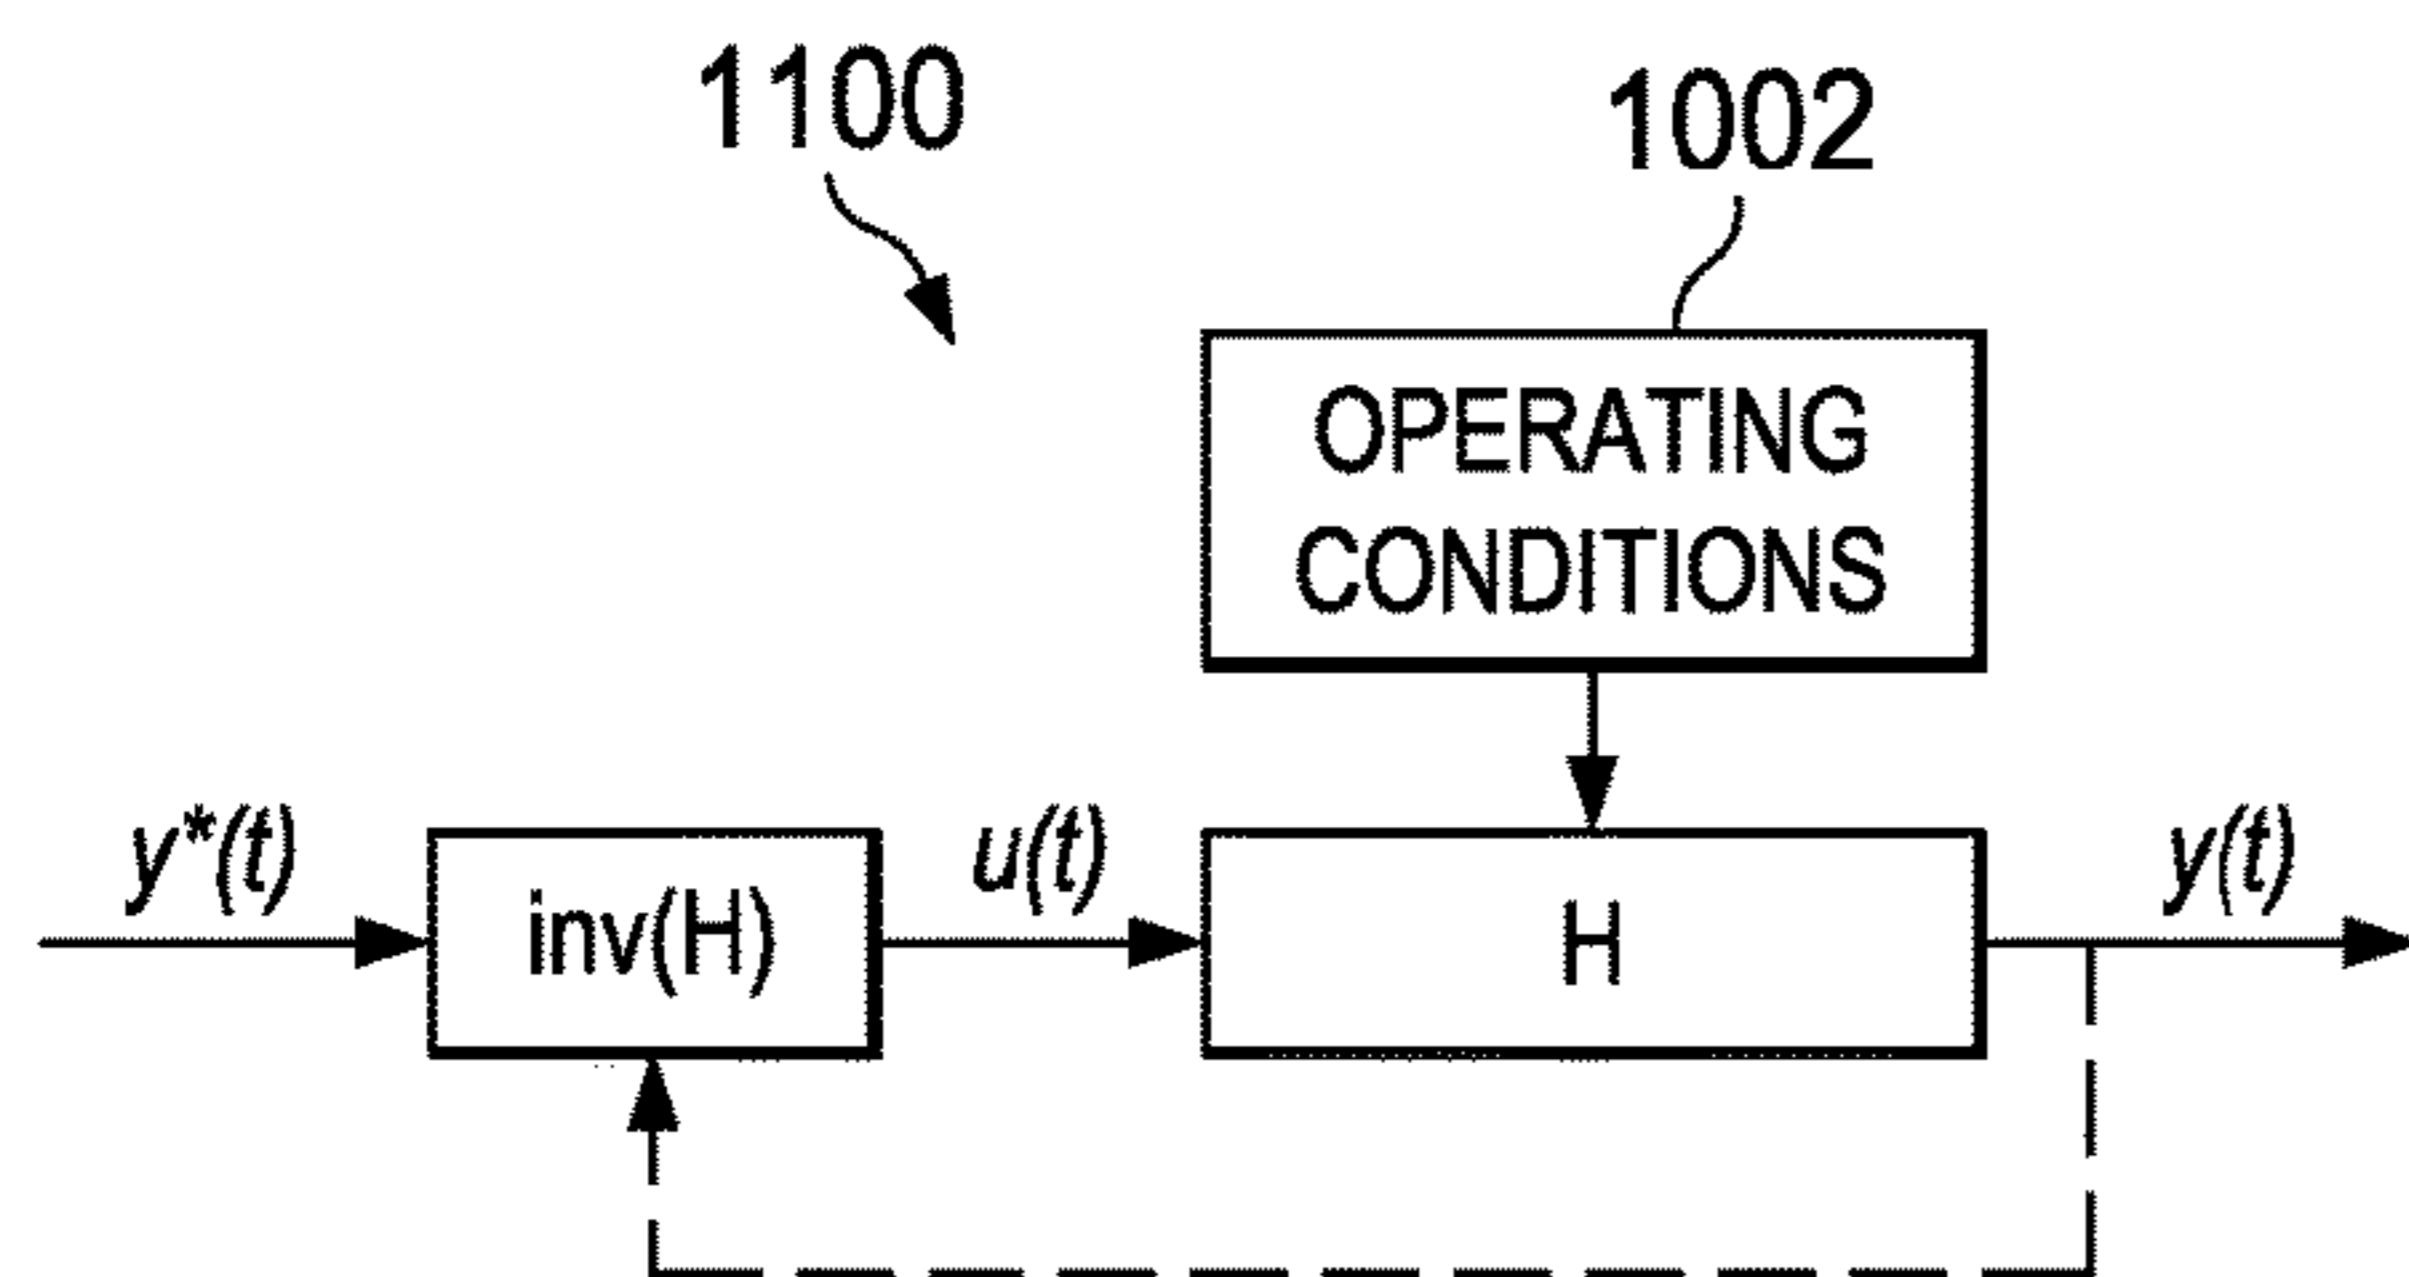 1100
1002
OPERATING
CONDITIONS
y*(t)
inv(H)
u(t)
H
y(t)